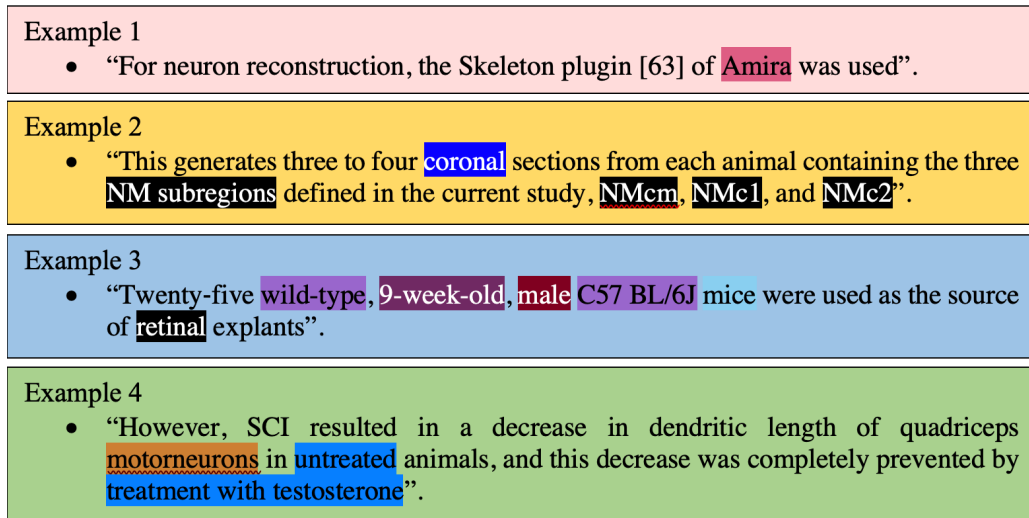 Example 1
• “For neuron reconstruction, the Skeleton plugin [63] of Amira was used”.
Example 2
• “This generates three to four coronal sections from each animal containing the three
NM subregions defined in the current study, NMcm, NMc1, and NMc2”.
Example 3
• “Twenty-five wild-type, 9-week-old, male C57 BL/6J mice were used as the source
of retinal explants”.
Example 4
• “However, SCI resulted in a decrease in dendritic length of quadriceps
motorneurons in untreated animals, and this decrease was completely prevented by
treatment with testosterone”.